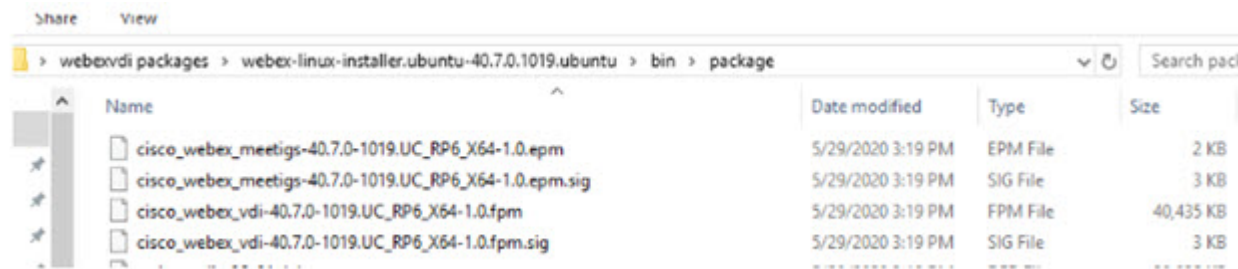 Share View
webexvdi packages > webex-linux-installer.ubuntu-40.7.0.1019.ubuntu > bin > package Search pack
Name Date modified Type Size
cisco_webex_meetigs-40.7.0-1019.UC_RP6_X64-1.0.epm 5/29/2020 3:19 PM EPM File 2 KB
cisco_webex_meetigs-40.7.0-1019.UC_RP6_X64-1.0.epm.sig 5/29/2020 3:19 PM SIG File 3 KB
cisco_webex_vdi-40.7.0-1019.UC_RP6_X64-1.0.fpm 5/29/2020 3:19 PM FPM File 40,435 KB
cisco_webex_vdi-40.7.0-1019.UC_RP6_X64-1.0.fpm.sig 5/29/2020 3:19 PM SIG File 3 KB